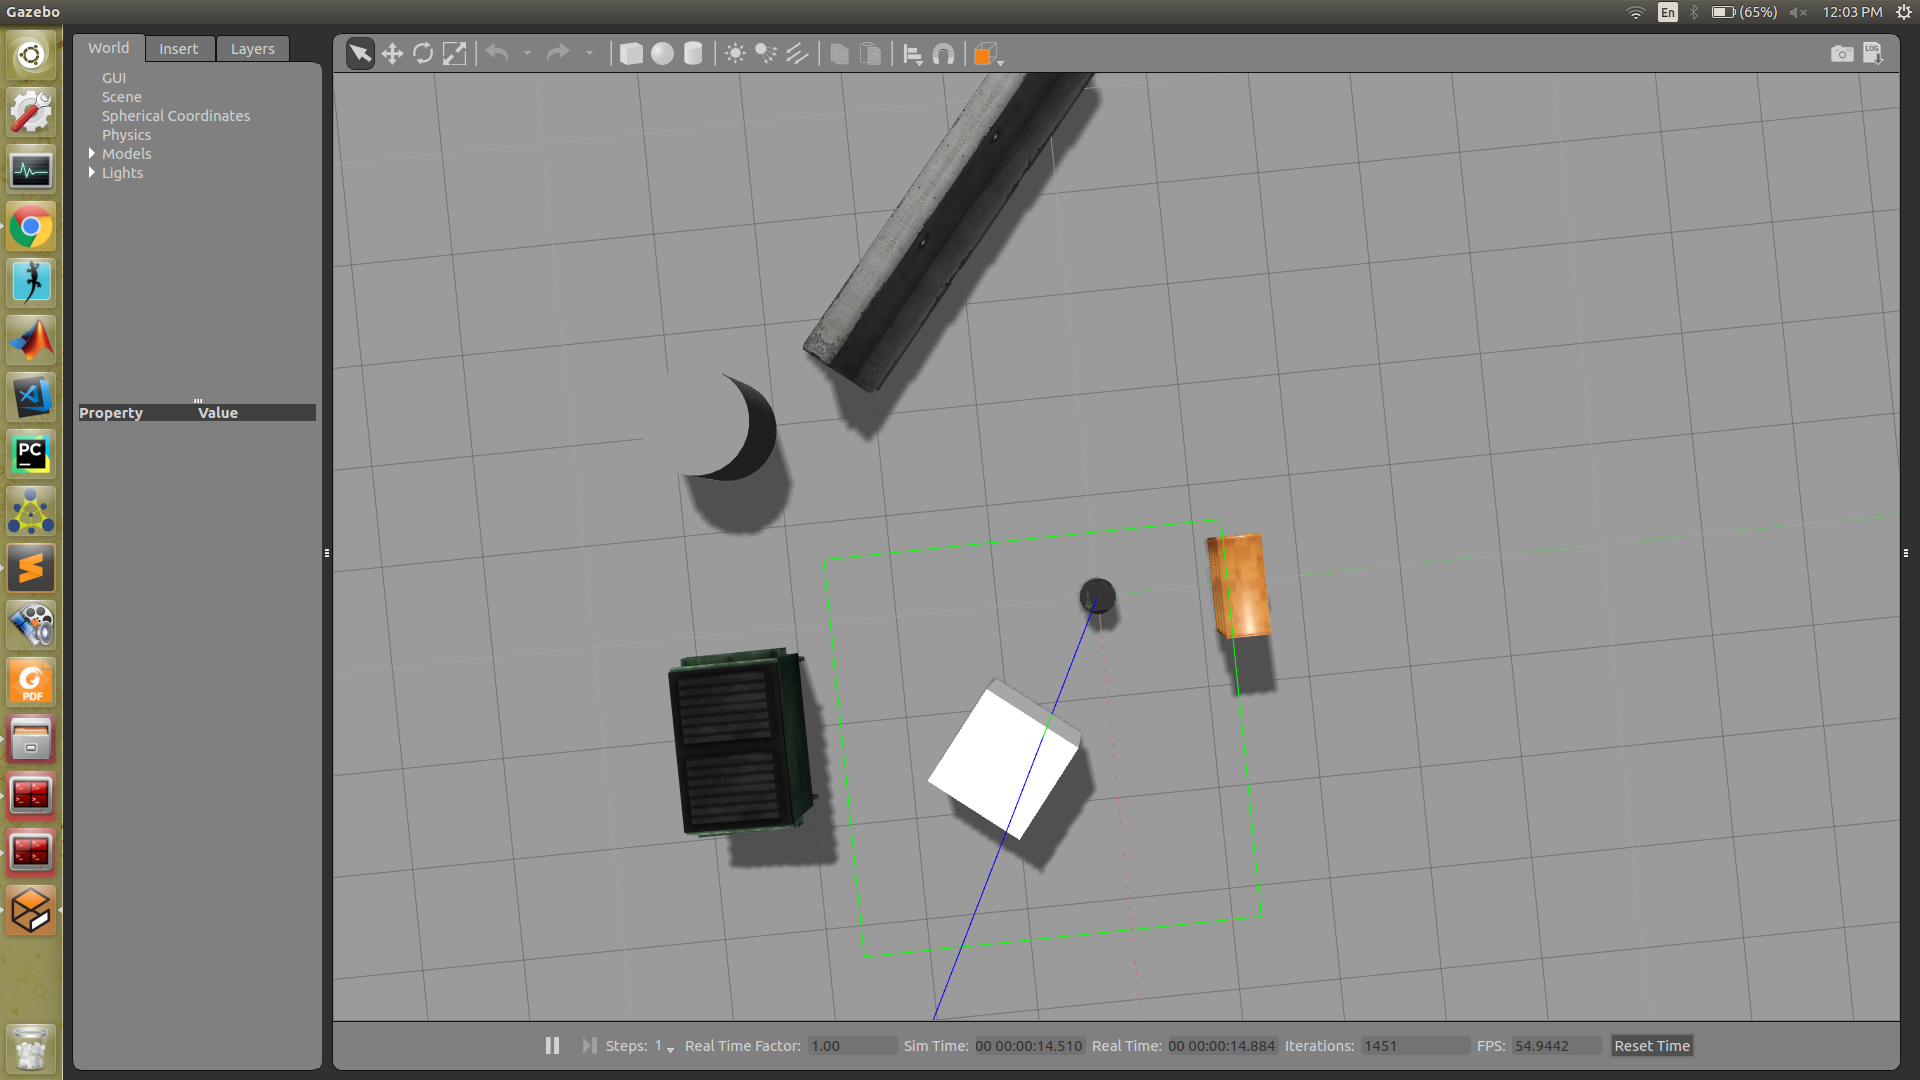 Gazebo
En
(65%)
12:03 PM
World
Insert
Layers
GUI
Scene
Spherical Coordinates
Physics
Models
Lights
Property Value
LOG
PC
PDF
Steps: 1 Real Time Factor: 1.00 Sim Time: 00 00:00:14.510 Real Time: 00 00:00:14.884 Iterations: 1451 FPS: 54.9442 Reset Time